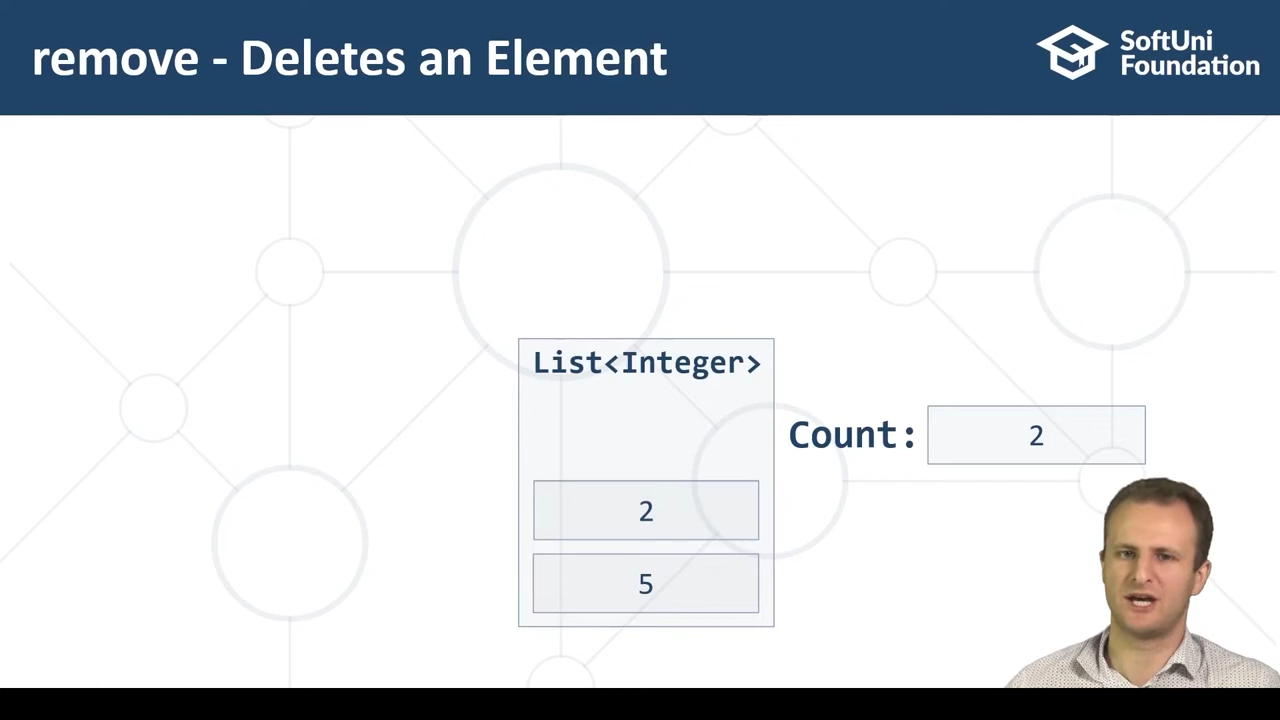 remove - Deletes an Element
SoftUni
Foundation
List<Integer>
Count:
2
2
5